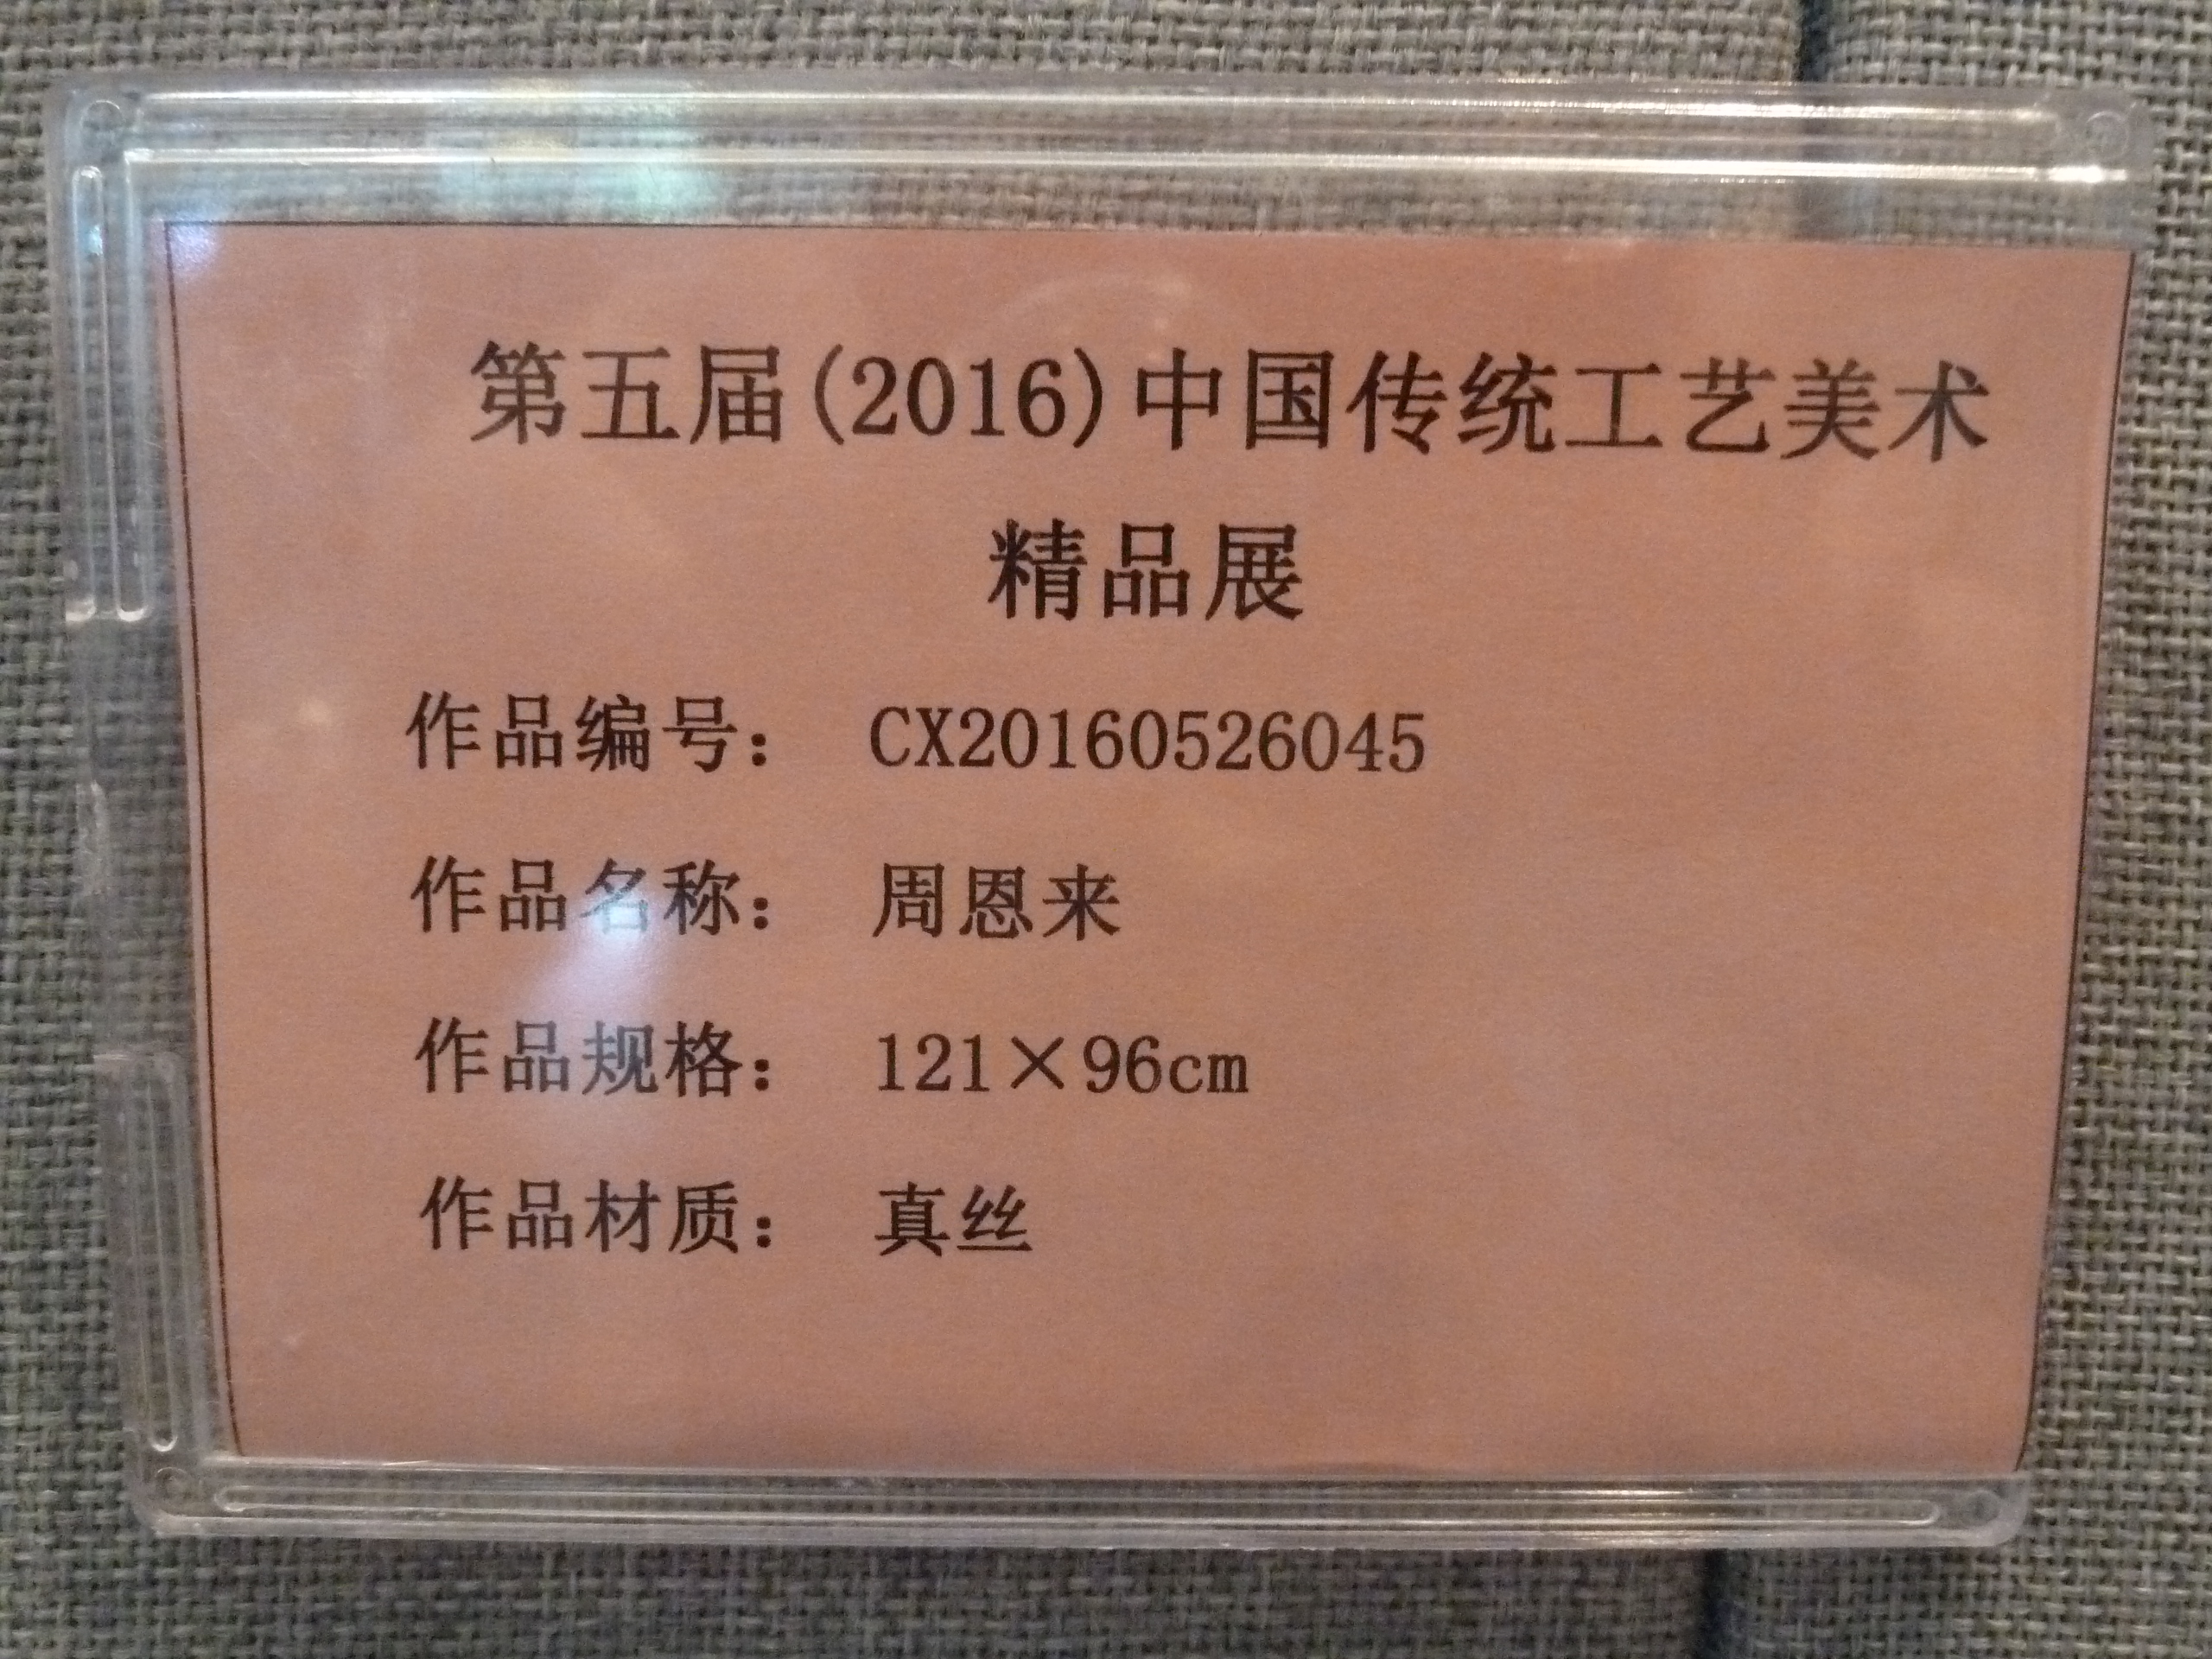 第五届(2016)中国传统工艺美术
精品展
作品编号： CX20160526045
作品名称： 周恩来
作品规格： 121×96cm
作品材质： 真丝